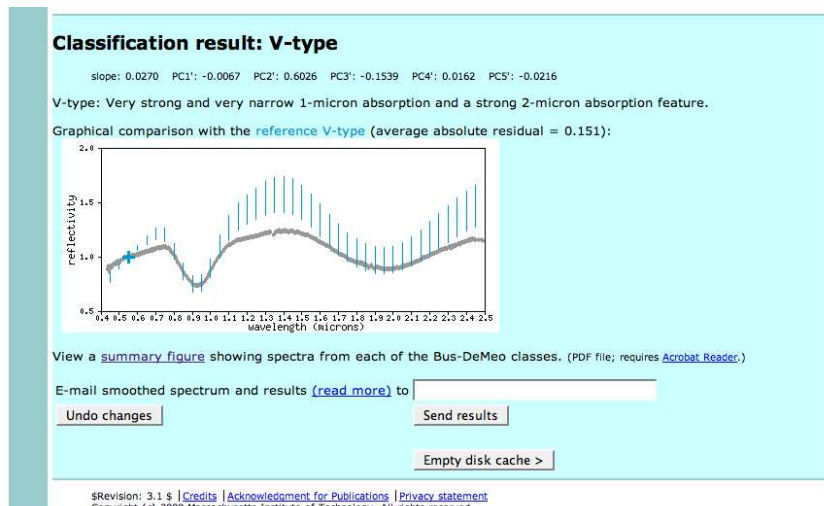 Classification result: V-type
slope: 0.0270 PC1': -0.0067 PC2': 0.6026 PC3': -0.1539 PC4': 0.0162 PC5': -0.0216
V-type: Very strong and very narrow 1-micron absorption and a strong 2-micron absorption feature.
Graphical comparison with the reference V-type (average absolute residual = 0.151):
2.0
1.5
1.0
0.5
reflectivity
0.4 0.5 0.6 0.7 0.8 0.9 1.0 1.1 1.2 1.3 1.4 1.5 1.6 1.7 1.8 1.9 2.0 2.1 2.2 2.3 2.4 2.5
wavelength (microns)
View a summary figure showing spectra from each of the Bus-DeMeo classes. (PDF file; requires Acrobat Reader.)
E-mail smoothed spectrum and results (read more) to
Undo changes Send results
Empty disk cache >
$Revision: 3.1 $ | Credits | Acknowledgment for Publications | Privacy statement